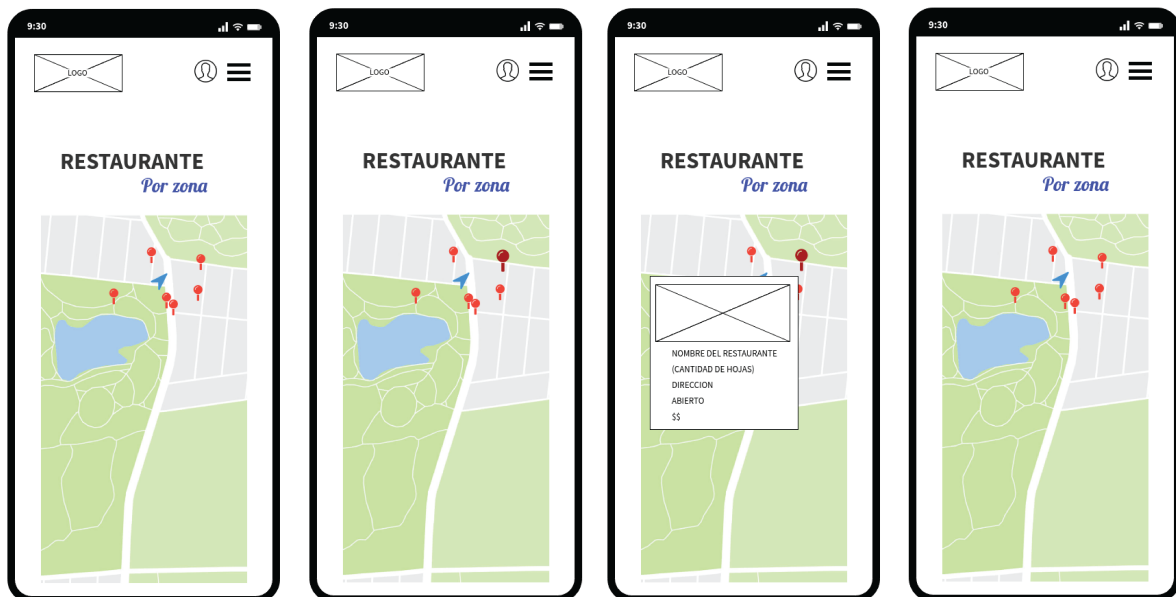 9:30
LOGO
RESTAURANTE
Por zona
9:30
LOGO
RESTAURANTE
Por zona
9:30
LOGO
RESTAURANTE
Por zona
NOMBRE DEL RESTAURANTE
(CANTIDAD DE HOJAS)
DIRECCION
ABIERTO
$$
9:30
LOGO
RESTAURANTE
Por zona